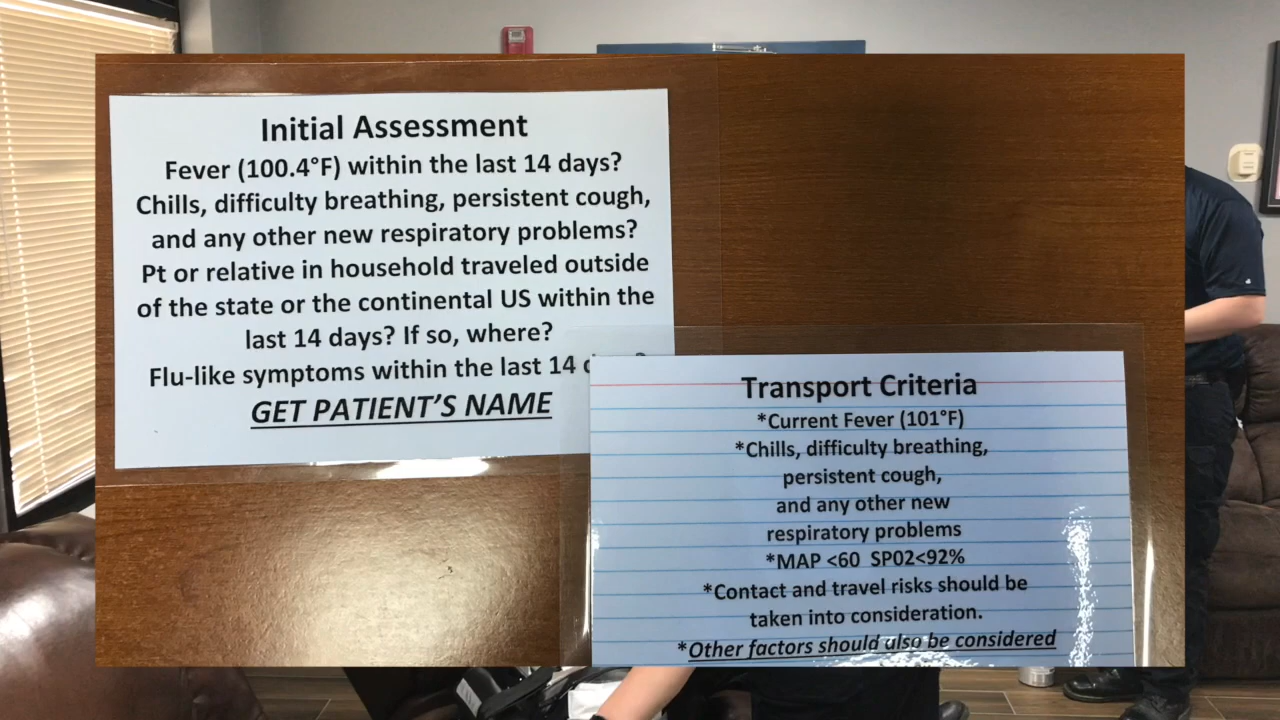 Initial Assessment
Fever (100.4°F) within the last 14 days?
Chills, difficulty breathing, persistent cough,
and any other new respiratory problems?
Pt or relative in household traveled outside
of the state or the continental US within the
last 14 days? If so, where?
Flu-like symptoms within the last 14
GET PATIENT'S NAME
Transport Criteria
*Current Fever (101°F)
*Chills, difficulty breathing,
persistent cough,
and any other new
respiratory problems
*MAP <60 SP02<92%
*Contact and travel risks should be
taken into consideration.
*Other factors should also be considered